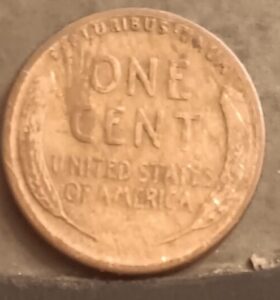 E PLURIBUS UNUM
ONE
CENT
UNITED STATES
OF AMERICA